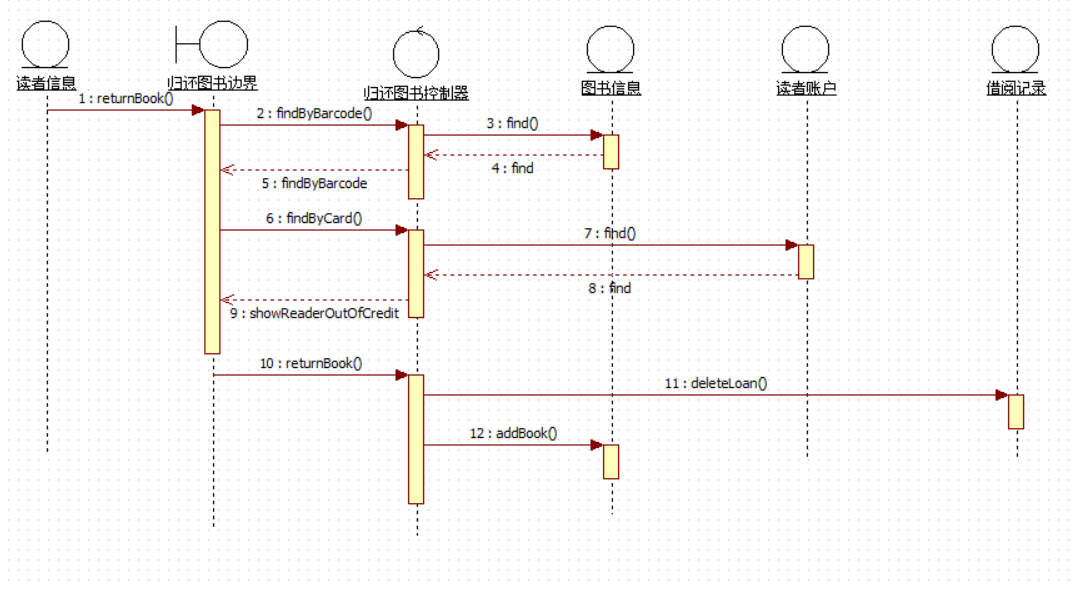 读者信息
归还图书边界
归还图书控制器
图书信息
读者账户
借阅记录
1 : returnBook()
2 : findByBarcode()
3 : find()
4 : find
5 : findByBarcode
6 : findByCard()
7 : find()
8 : find
9 : showReaderOutOfCredit
10 : returnBook()
11 : deleteLoan()
12 : addBook()